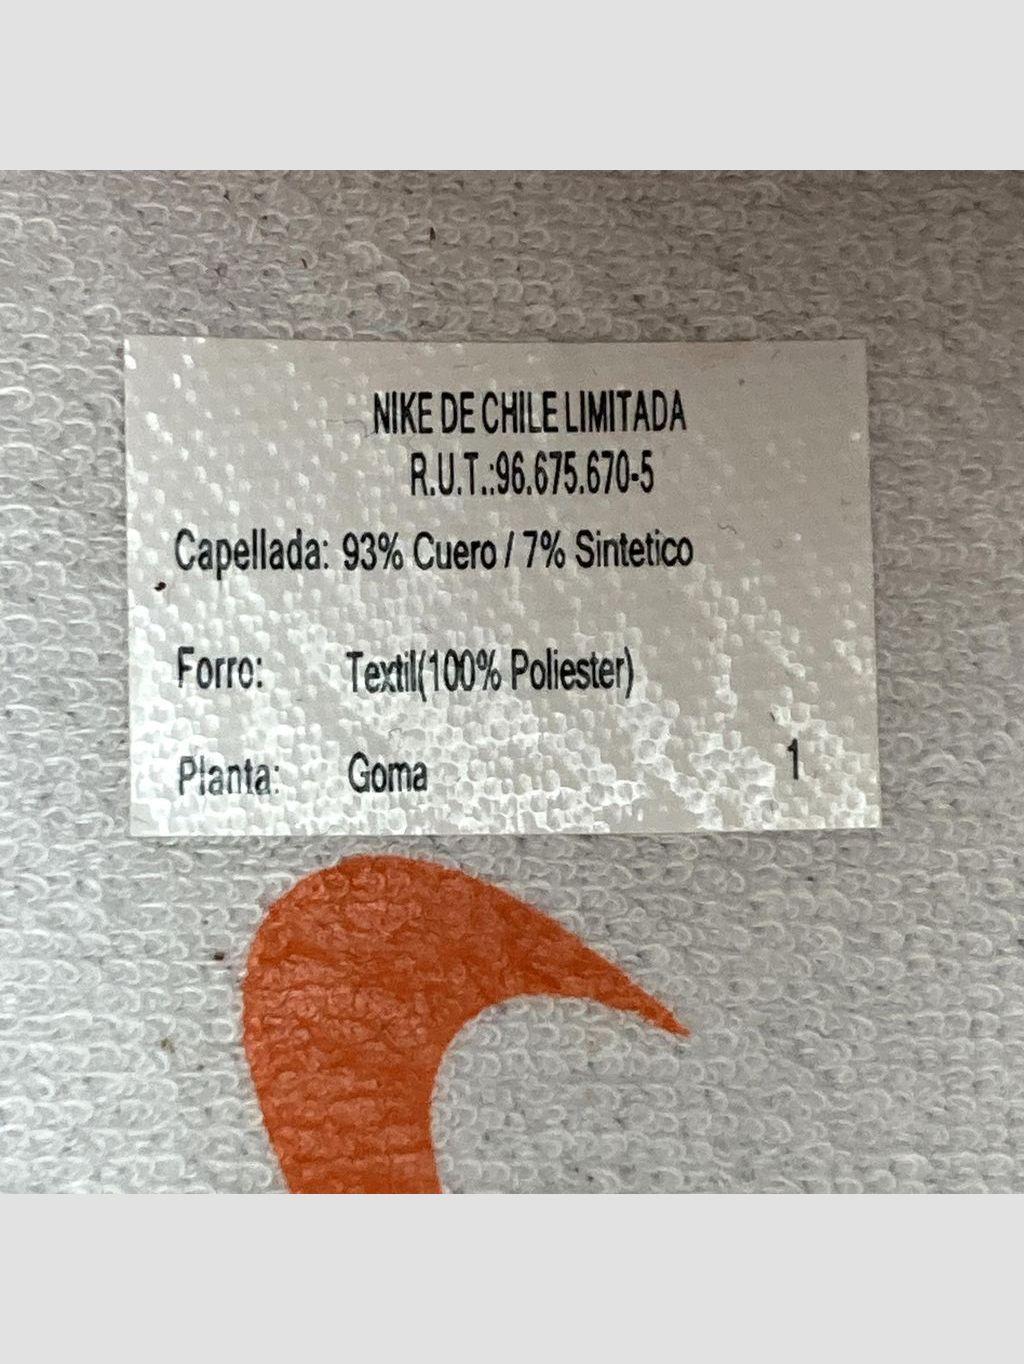 NIKE DE CHILE LIMITADA
R.U.T.:96.675.670-5
Capellada: 93% Cuero / 7% Sintetico
Forro: Textil(100% Poliester)
Planta: Goma 1